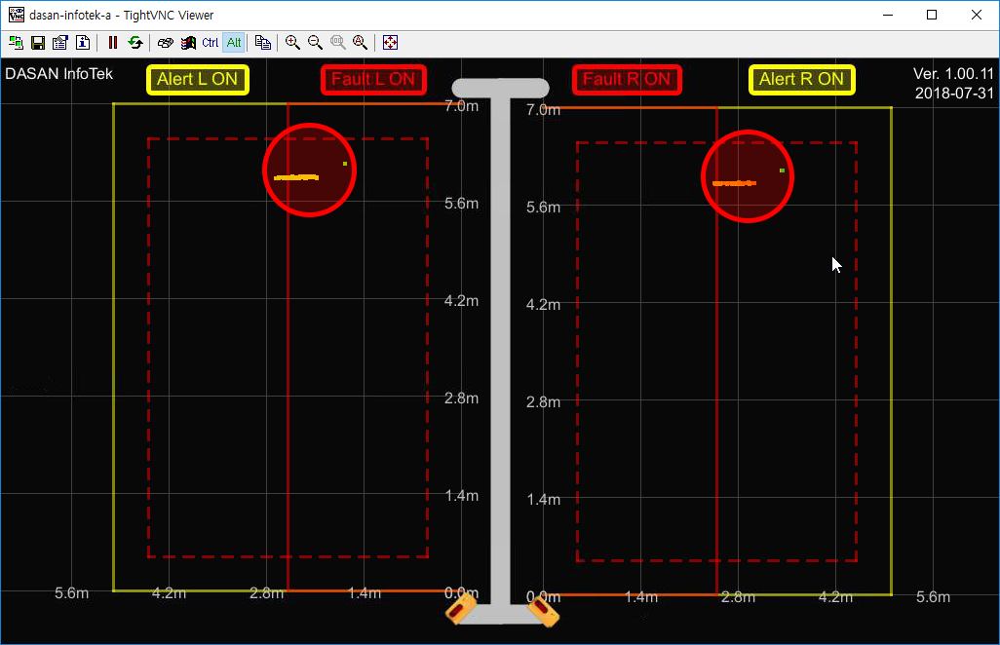 dasan-infotek-a - TightVNC Viewer
Ctrl Alt
DASAN InfoTek
Alert L ON
Fault L ON
Fault R ON
Alert R ON
Ver. 1.00.11
2018-07-31
7.0m
7.0m
5.6m
5.6m
4.2m
4.2m
2.8m
2.8m
1.4m
1.4m
5.6m 4.2m 2.8m 1.4m 0.0m
0.0m 1.4m 2.8m 4.2m 5.6m